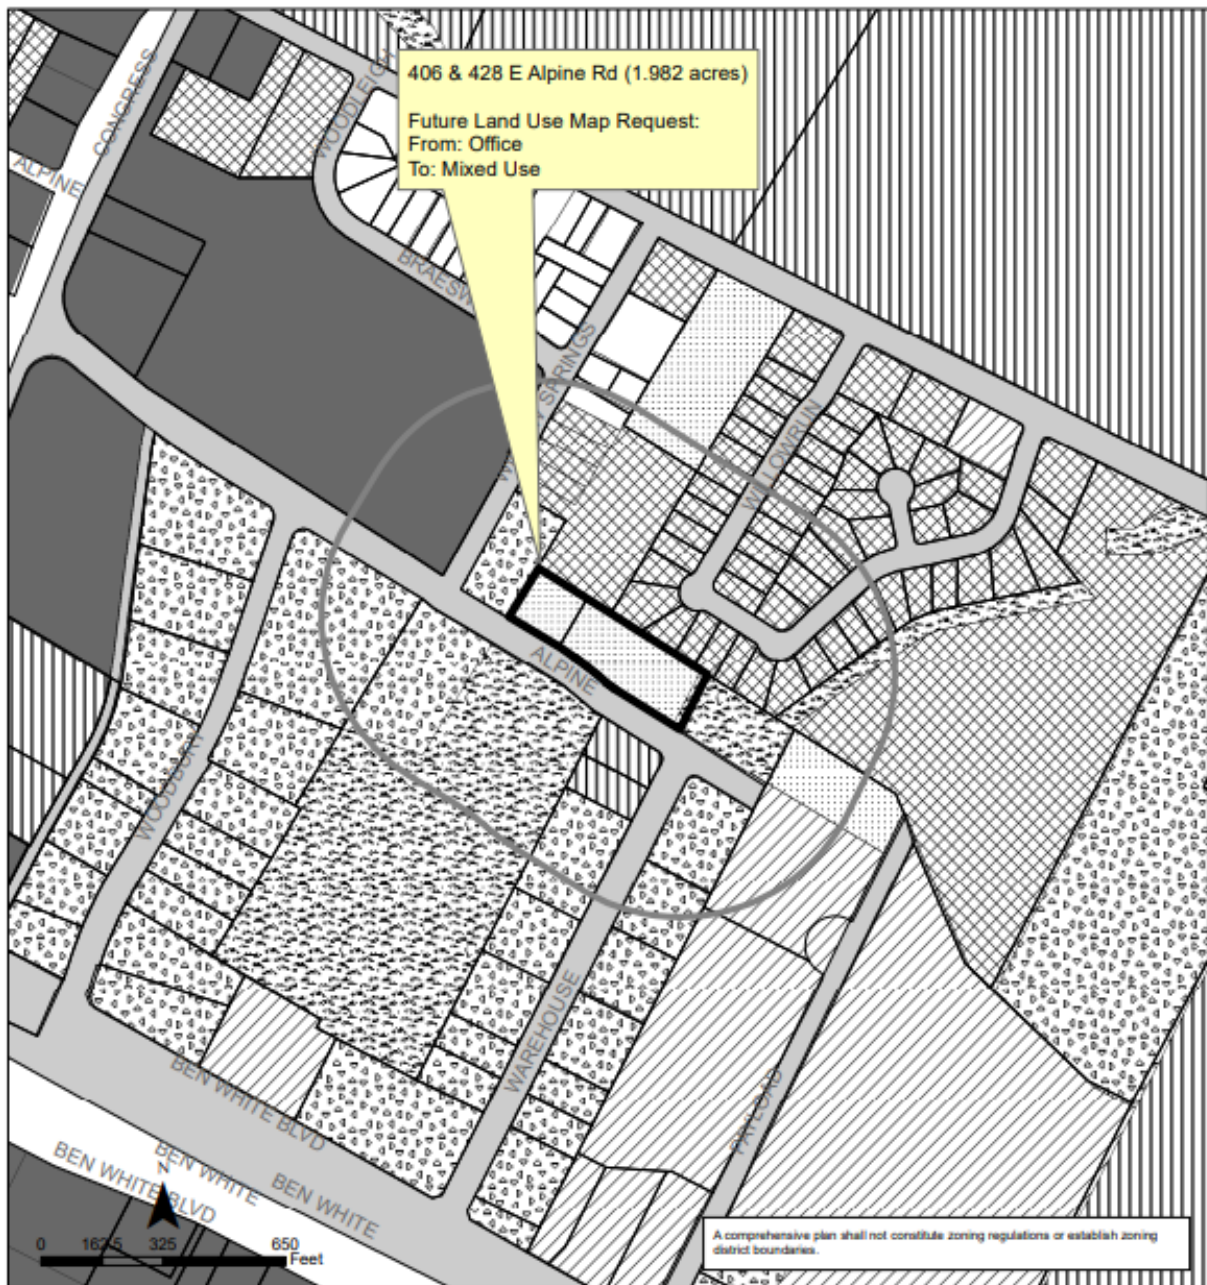 406 & 428 E Alpine Rd (1.982 acres)
Future Land Use Map Request:
From: Office
To: Mixed Use
CONGRESS
WOODLEIGH
ALPINE
SPRINGS
WILLOWRUN
ALPINE
WOODBURY
WAREHOUSE
PAYLOAD
BEN WHITE BLVD
BEN WHITE
BEN WHITE
BEN WHITE BLVD
N
0 162.5 325 650
Feet
A comprehensive plan shall not constitute zoning regulations or establish zoning
district boundaries.